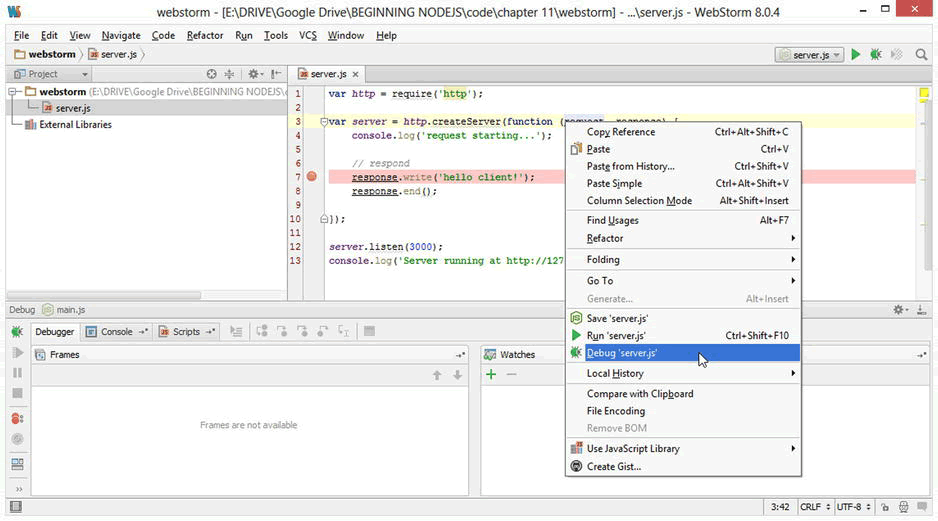 webstorm - [E:\DRIVE\Google Drive\BEGINNING NODEJS\code\chapter 11\webstorm] - ...\server.js - WebStorm 8.0.4
File Edit View Navigate Code Refactor Run Tools VCS Window Help
webstorm server.js server.js
Project server.js
webstorm (E:\DRIVE\Google Drive\BEGINNING NODEJS\c
server.js
External Libraries
1 var http = require('http');
2
3 var server = http.createServer(function (request, response) {
4 console.log('request starting...');
5
6 // respond
7 response.write('hello client!');
8 response.end();
9
10 });
11
12 server.listen(3000);
13 console.log('Server running at http://127
Copy Reference Ctrl+Alt+Shift+C
Paste Ctrl+V
Paste from History... Ctrl+Shift+V
Paste Simple Ctrl+Alt+Shift+V
Column Selection Mode Alt+Shift+Insert
Find Usages Alt+F7
Refactor
Folding
Go To
Generate... Alt+Insert
Save 'server.js'
Run 'server.js' Ctrl+Shift+F10
Debug 'server.js'
Local History
Compare with Clipboard
File Encoding
Remove BOM
Use JavaScript Library
Create Gist...
Debug main.js
Debugger Console Scripts
Frames Watches
Frames are not available
3:42 CRLF UTF-8